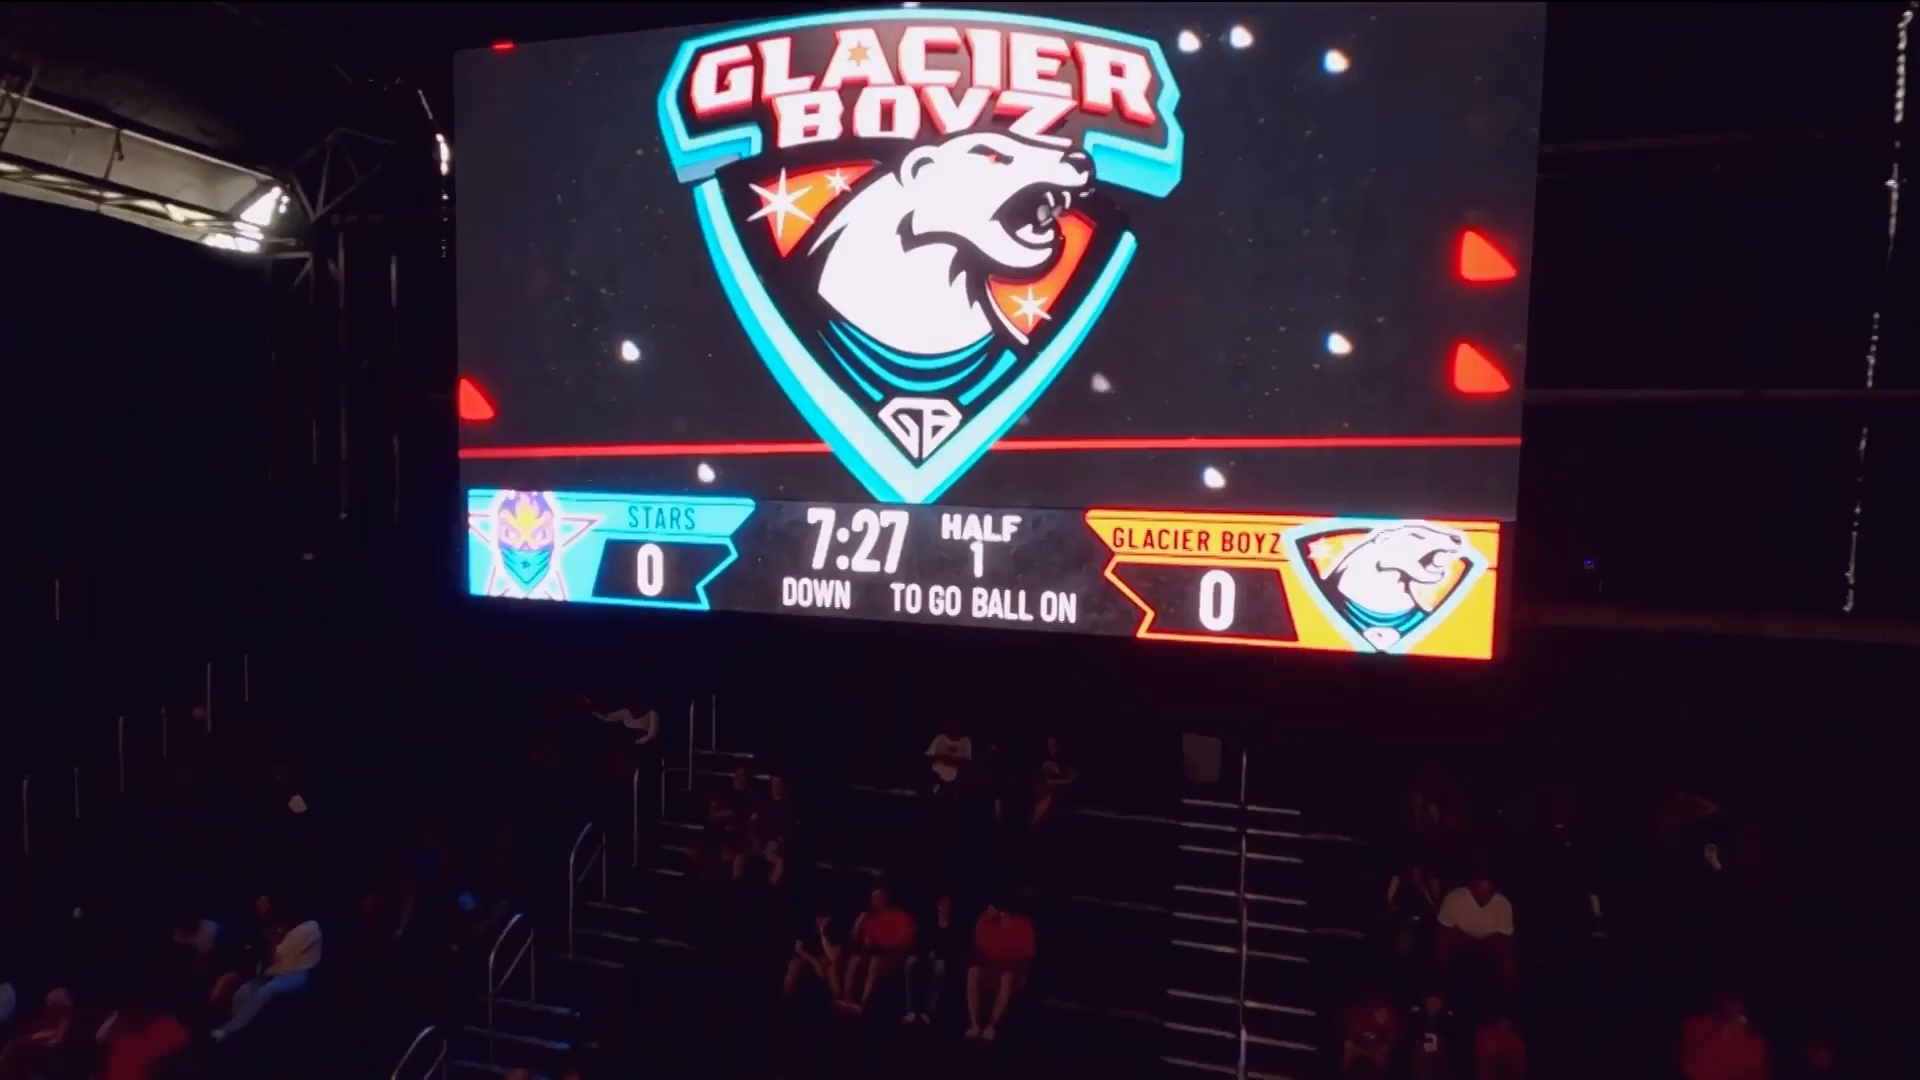 GLACIER
BOYZ
GB
STARS
0
7:27
HALF
1
DOWN TO GO BALL ON
GLACIER BOYZ
0